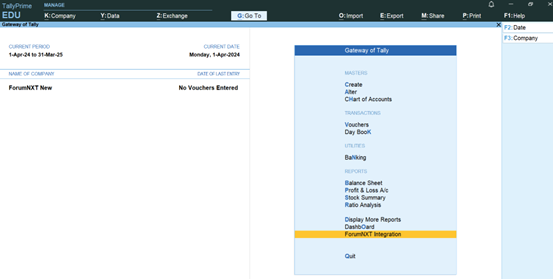 TallyPrime
MANAGE
EDU
K:Company
Y:Data
Z:Exchange
G:Go To
O:Import
E:Export
M:Share
P:Print
F1:Help
Gateway of Tally
F2:Date
F3:Company
CURRENT PERIOD
CURRENT DATE
1-Apr-24 to 31-Mar-25
Monday, 1-Apr-2024
NAME OF COMPANY
DATE OF LAST ENTRY
ForumNXT New
No Vouchers Entered
Gateway of Tally
MASTERS
Create
Alter
CHart of Accounts
TRANSACTIONS
Vouchers
Day BooK
UTILITIES
BaNking
REPORTS
Balance Sheet
Profit & Loss A/c
Stock Summary
Ratio Analysis
Display More Reports
DashbOard
ForumNXT Integration
Quit